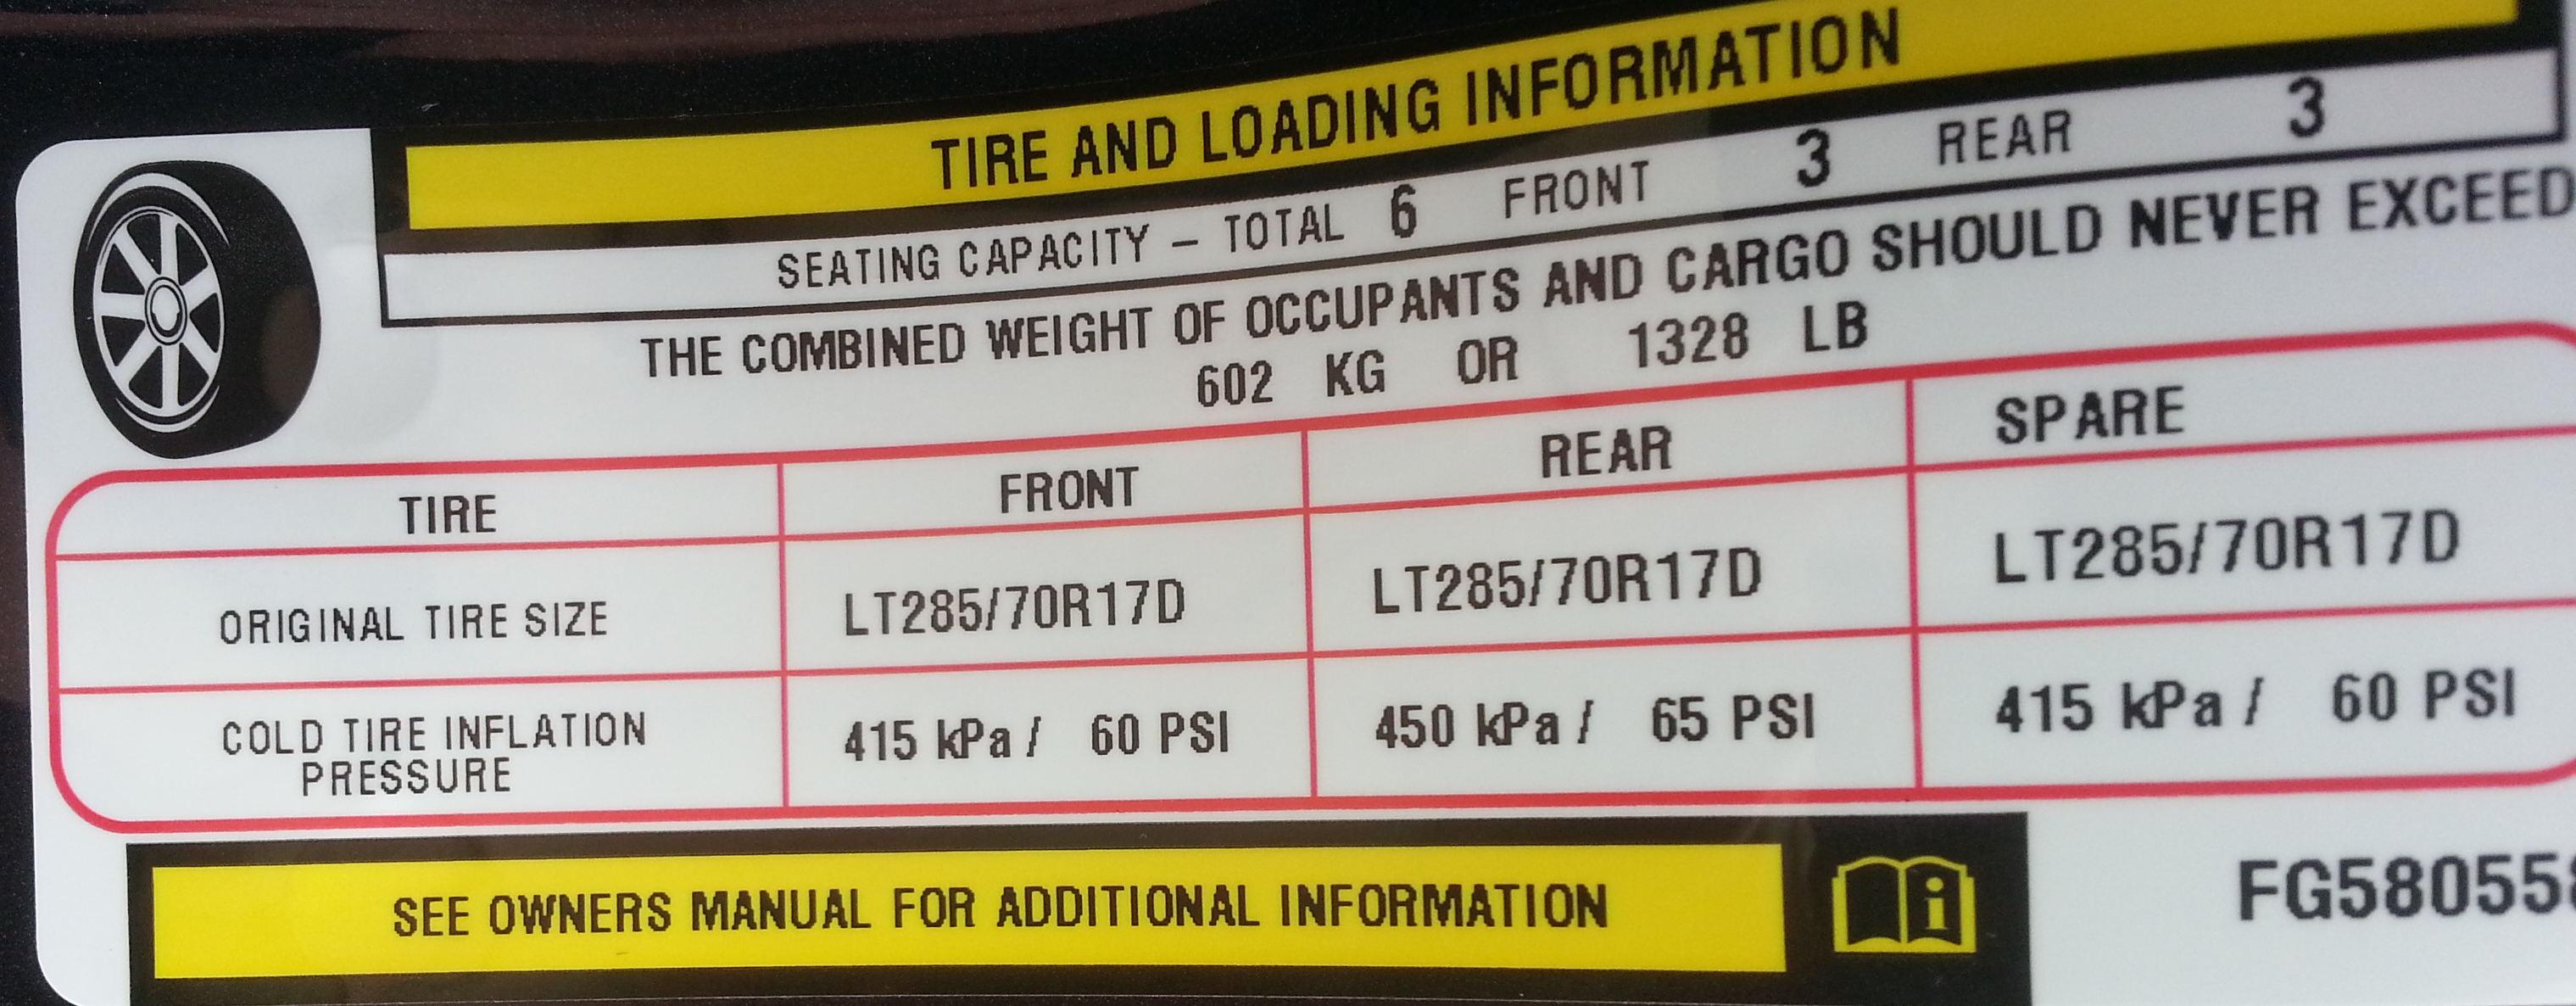 TIRE AND LOADING INFORMATION
SEATING CAPACITY – TOTAL 6 FRONT 3 REAR 3
THE COMBINED WEIGHT OF OCCUPANTS AND CARGO SHOULD NEVER EXCEED
602 KG OR 1328 LB
TIRE FRONT REAR SPARE
ORIGINAL TIRE SIZE LT285/70R17D LT285/70R17D LT285/70R17D
COLD TIRE INFLATION
PRESSURE 415 kPa / 60 PSI 450 kPa / 65 PSI 415 kPa / 60 PSI
SEE OWNERS MANUAL FOR ADDITIONAL INFORMATION